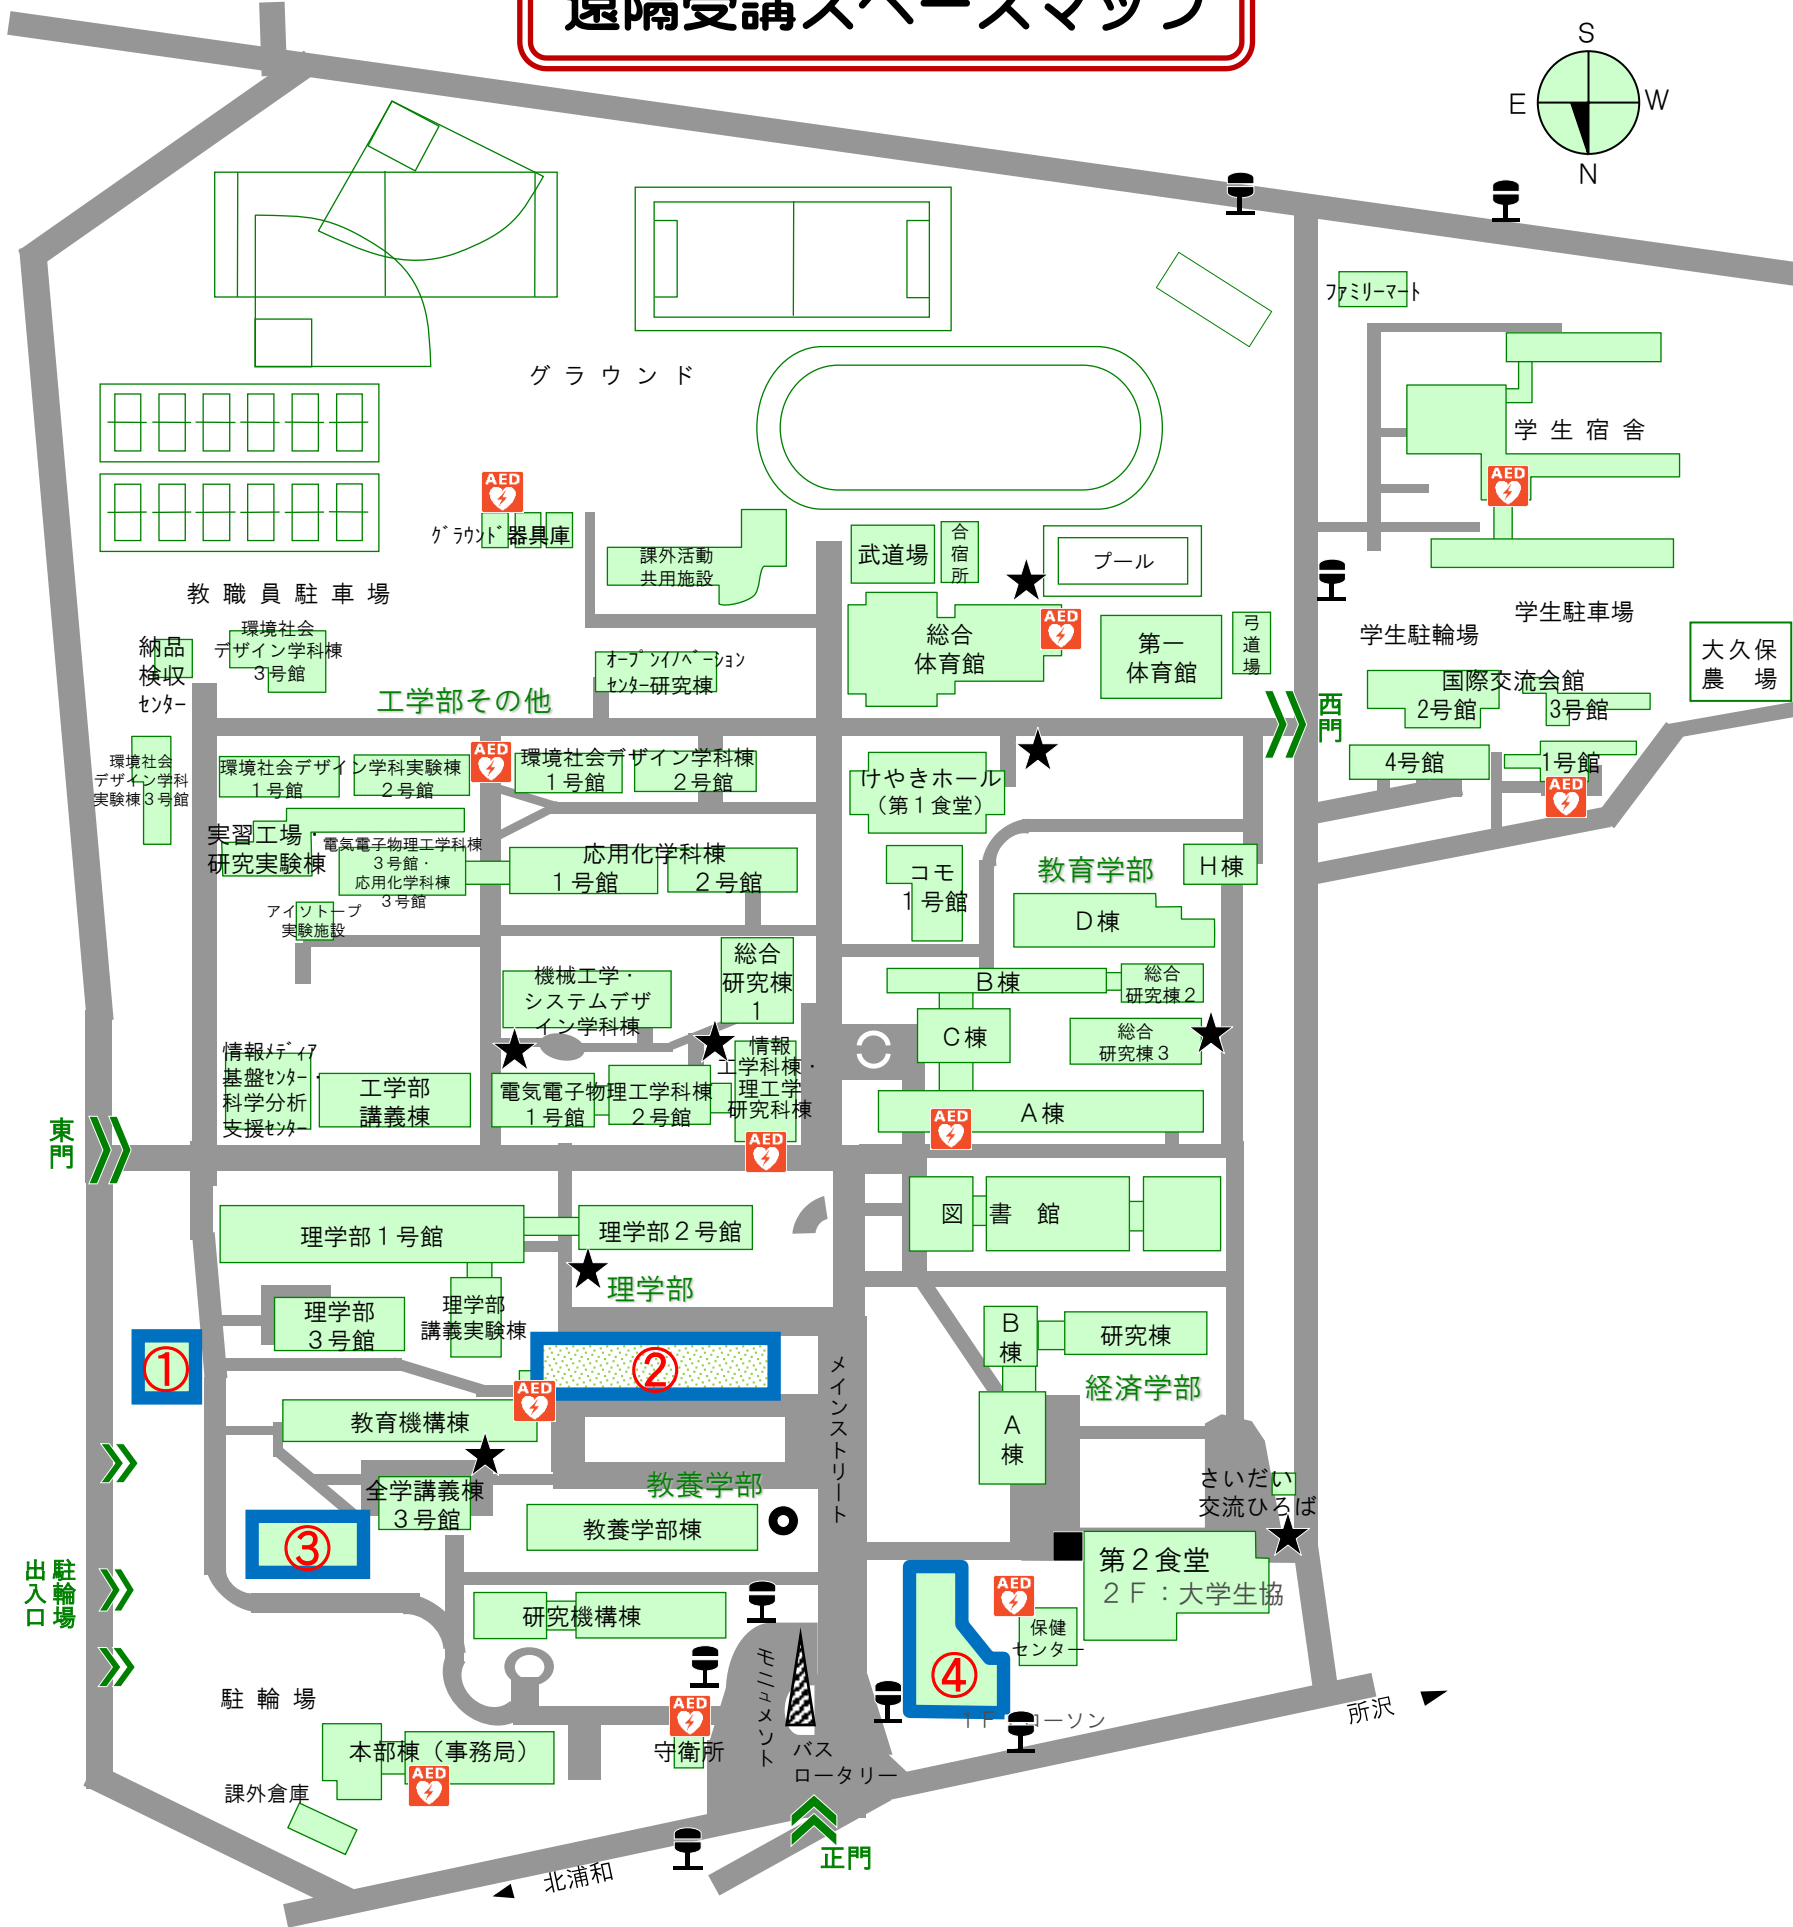 遠隔受講スペースマップ
S
E
W
N
ファミリーマート
グラウンド
学生宿舎
AED
AED
グラウンド器具庫
課外活動
共用施設
武道場
合宿所
プール
教職員駐車場
学生駐車場
学生駐輪場
納品
検収
センター
環境社会
デザイン学科棟
3号館
オープンイノベーション
センター研究棟
総合
体育館
AED
第一
体育館
弓道場
大久保
農 場
国際交流会館
2号館
3号館
工学部その他
西門
4号館
1号館
AED
環境社会
デザイン学科
実験棟3号館
環境社会デザイン学科実験棟
1号館
2号館
AED
環境社会デザイン学科棟
1号館
2号館
けやきホール
(第1食堂)
実習工場・
研究実験棟
電気電子物理工学科棟
3号館・
応用化学科棟
3号館
応用化学科棟
1号館
2号館
コモ
1号館
教育学部
H棟
アイソトープ
実験施設
D棟
総合
研究棟
1
機械工学・
システムデザ
イン学科棟
B棟
総合
研究棟2
C棟
総合
研究棟3
情報メディア
基盤センター・
科学分析
支援センター
工学部
講義棟
電気電子物理工学科棟
1号館
2号館
情報
工学科棟・
理工学
研究科棟
AED
A棟
AED
東門
理学部1号館
理学部2号館
図書館
理学部
理学部
3号館
理学部
講義実験棟
B棟
研究棟
①
②
メインストリート
経済学部
AED
教育機構棟
A棟
教養学部
全学講義棟
3号館
さいだい
交流ひろば
③
教養学部棟
第2食堂
2F:大学生協
駐輪場
出入口
研究機構棟
AED
保健
センター
④
1F:ローソン
駐輪場
モニュメント
AED
守衛所
バス
ロータリー
所沢
本部棟(事務局)
AED
課外倉庫
正門
北浦和